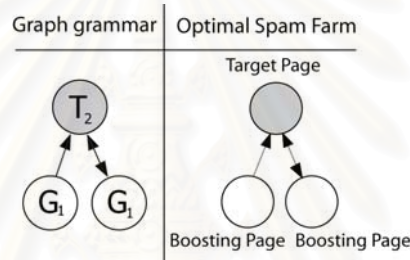 Graph grammar Optimal Spam Farm
Target Page
T2
G1 G1
Boosting Page Boosting Page